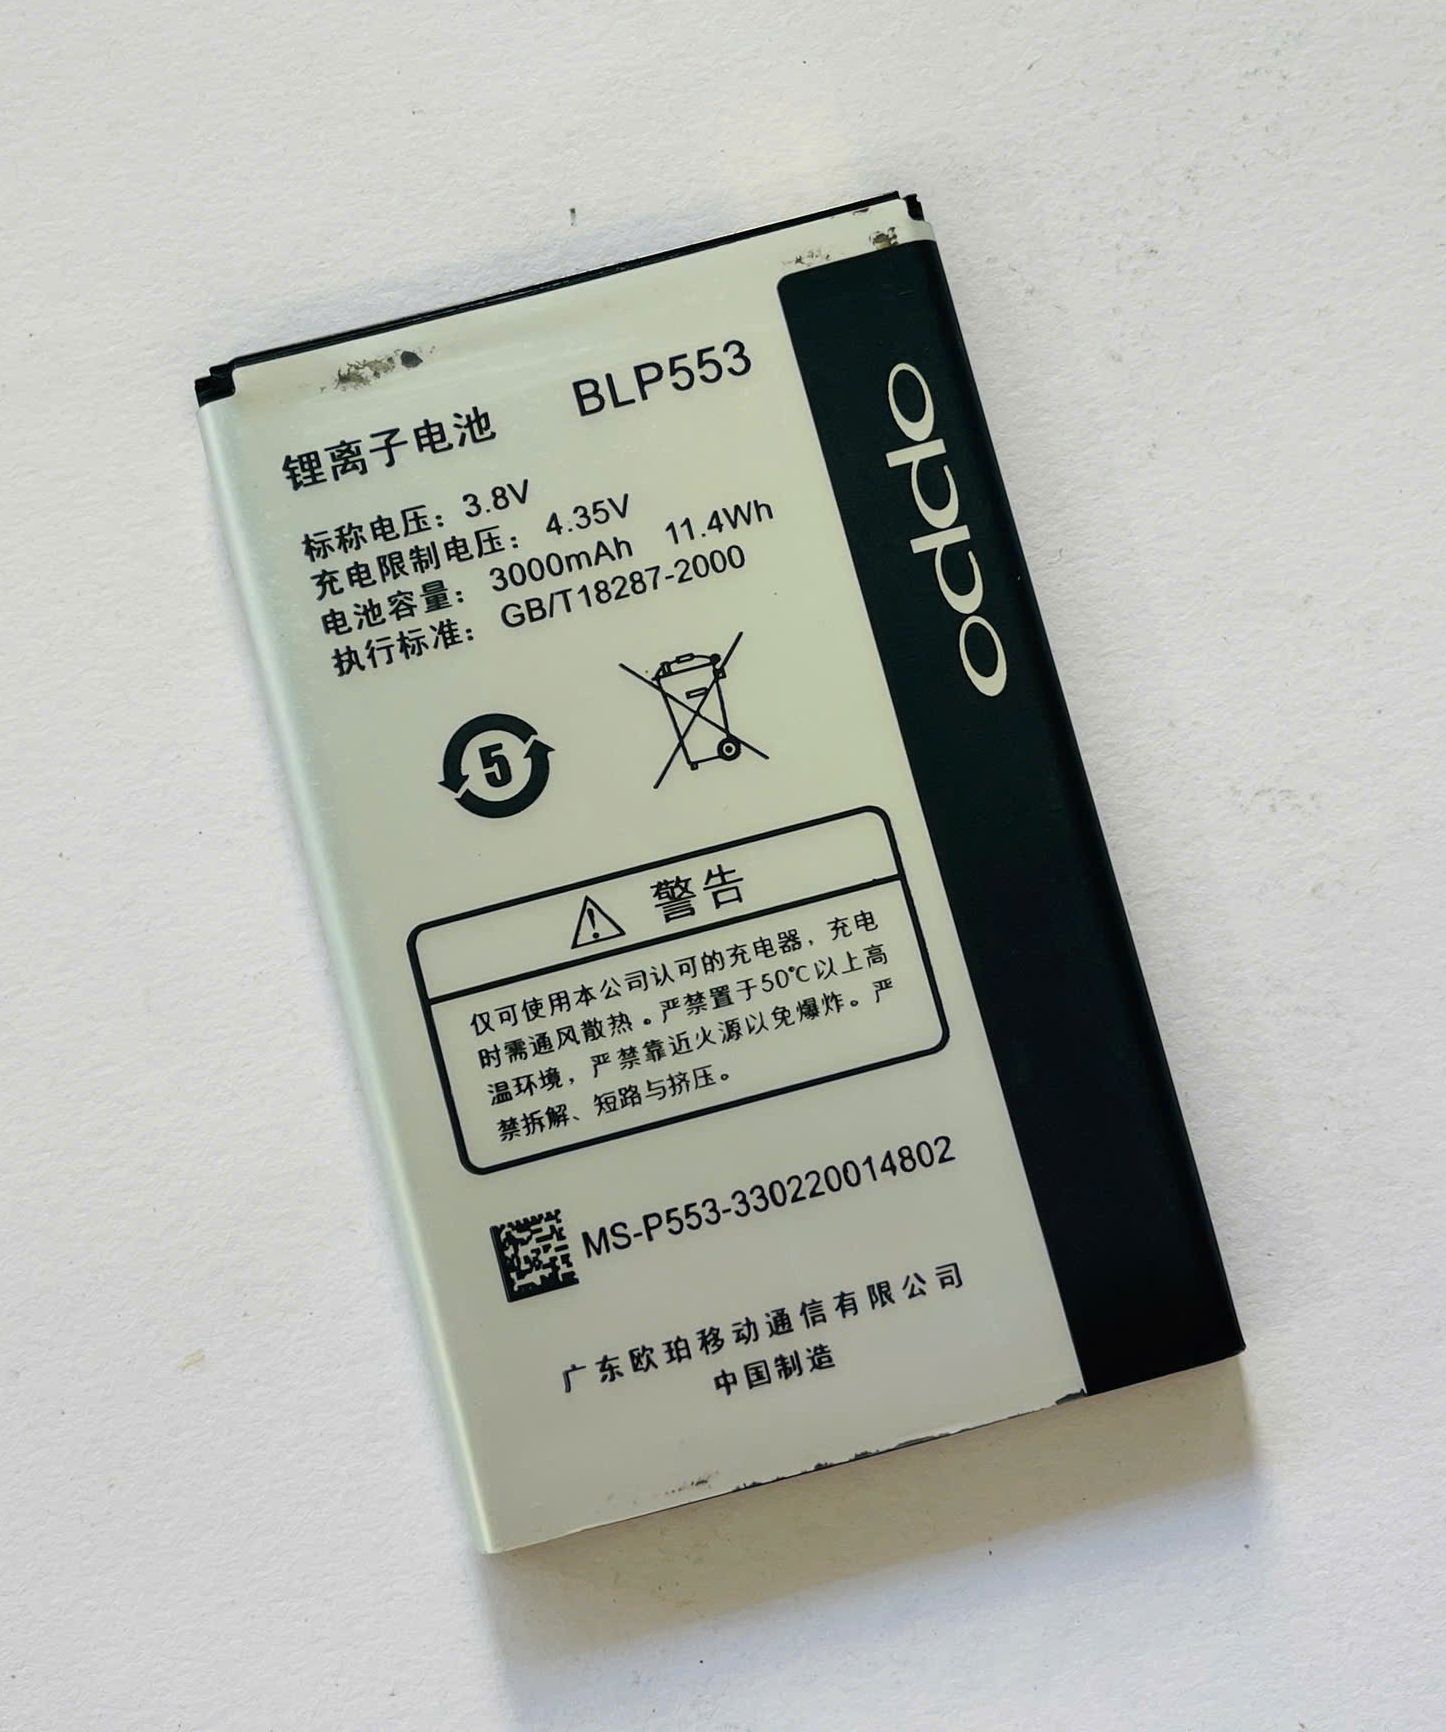 锂离子电池 BLP553
标称电压：3.8V
充电限制电压： 4.35V
电池容量： 3000mAh 11.4Wh
执行标准： GB/T18287-2000
5
警告
仅可使用本公司认可的充电器，充电
时需通风散热。严禁置于50℃以上高
温环境，严禁靠近火源以免爆炸。严
禁拆解、短路与挤压。
MS-P553-330220014802
广东欧珀移动通信有限公司
中国制造
oppo